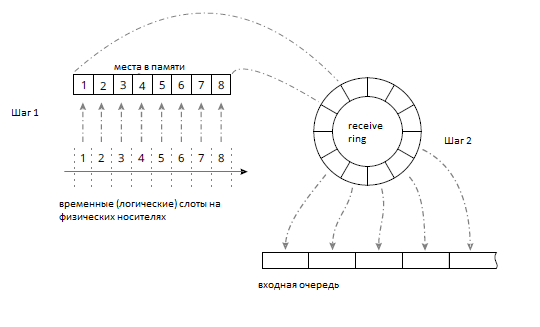 места в памяти
1 2 3 4 5 6 7 8
Шаг 1
receive
ring
Шаг 2
1 2 3 4 5 6 7 8
временные (логические) слоты на
физических носителях
входная очередь